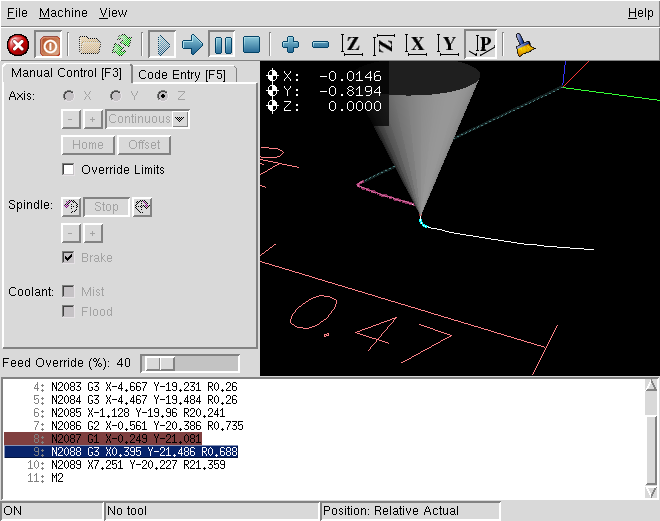 File Machine View Help
Z N X Y P
Manual Control [F3] Code Entry [F5]
Axis: X Y Z
- + Continuous
Home Offset
Override Limits
Spindle: Stop
- +
Brake
Coolant: Mist
Flood
Feed Override (%): 40
X: -0.0146
Y: -0.8194
Z: 0.0000
0.47
4: N2083 G3 X-4.667 Y-19.231 R0.26
5: N2084 G3 X-4.467 Y-19.484 R0.26
6: N2085 X-1.128 Y-19.96 R20.241
7: N2086 G2 X-0.561 Y-20.386 R0.735
8: N2087 G1 X-0.249 Y-21.081
9: N2088 G3 X0.395 Y-21.486 R0.688
10: N2089 X7.251 Y-20.227 R21.359
11: M2
ON No tool Position: Relative Actual